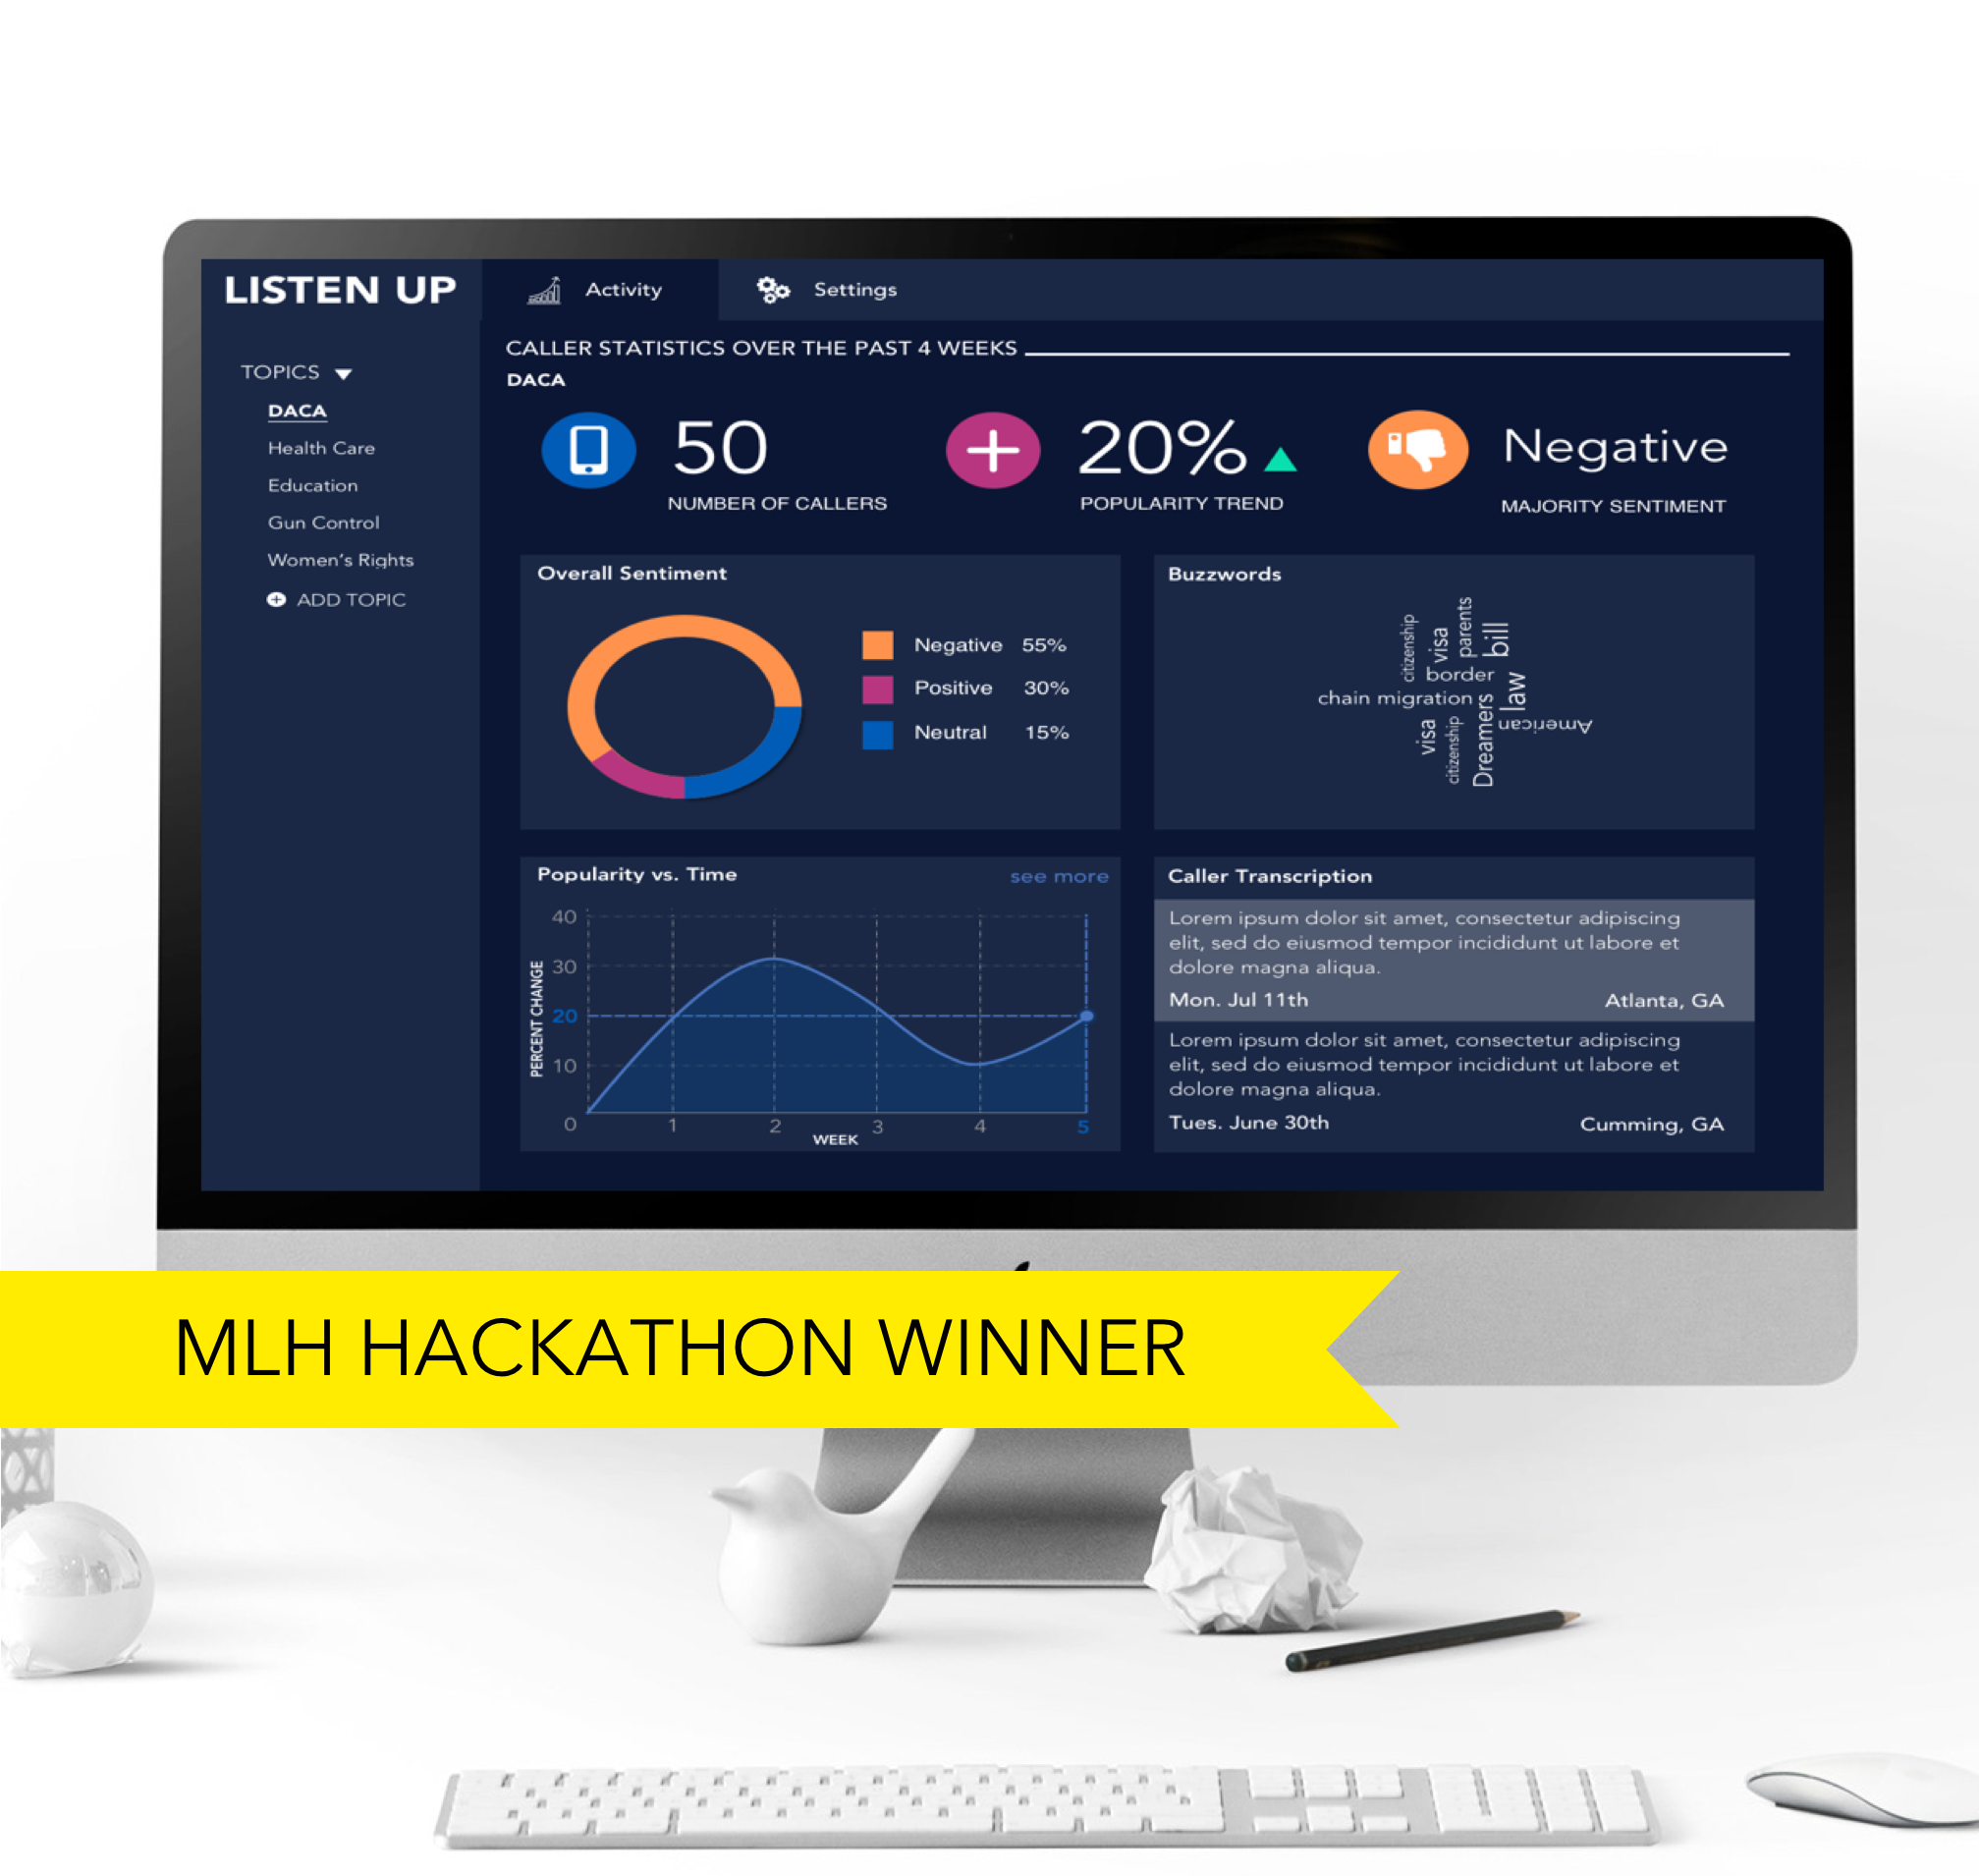 LISTEN UP
Activity
Settings
TOPICS
DACA
Health Care
Education
Gun Control
Women's Rights
ADD TOPIC
CALLER STATISTICS OVER THE PAST 4 WEEKS
DACA
50
NUMBER OF CALLERS
20%
POPULARITY TREND
Negative
MAJORITY SENTIMENT
Overall Sentiment
Negative 55%
Positive 30%
Neutral 15%
Buzzwords
citizenship
visa
parents
bill
border
chain migration
law
visa
citizenship
Dreamers
American
Popularity vs. Time
see more
PERCENT CHANGE
40
30
20
10
0
1
2
3
4
5
WEEK
Caller Transcription
Lorem ipsum dolor sit amet, consectetur adipiscing
elit, sed do eiusmod tempor incididunt ut labore et
dolore magna aliqua.
Mon. Jul 11th
Atlanta, GA
Lorem ipsum dolor sit amet, consectetur adipiscing
elit, sed do eiusmod tempor incididunt ut labore et
dolore magna aliqua.
Tues. June 30th
Cumming, GA
MLH HACKATHON WINNER